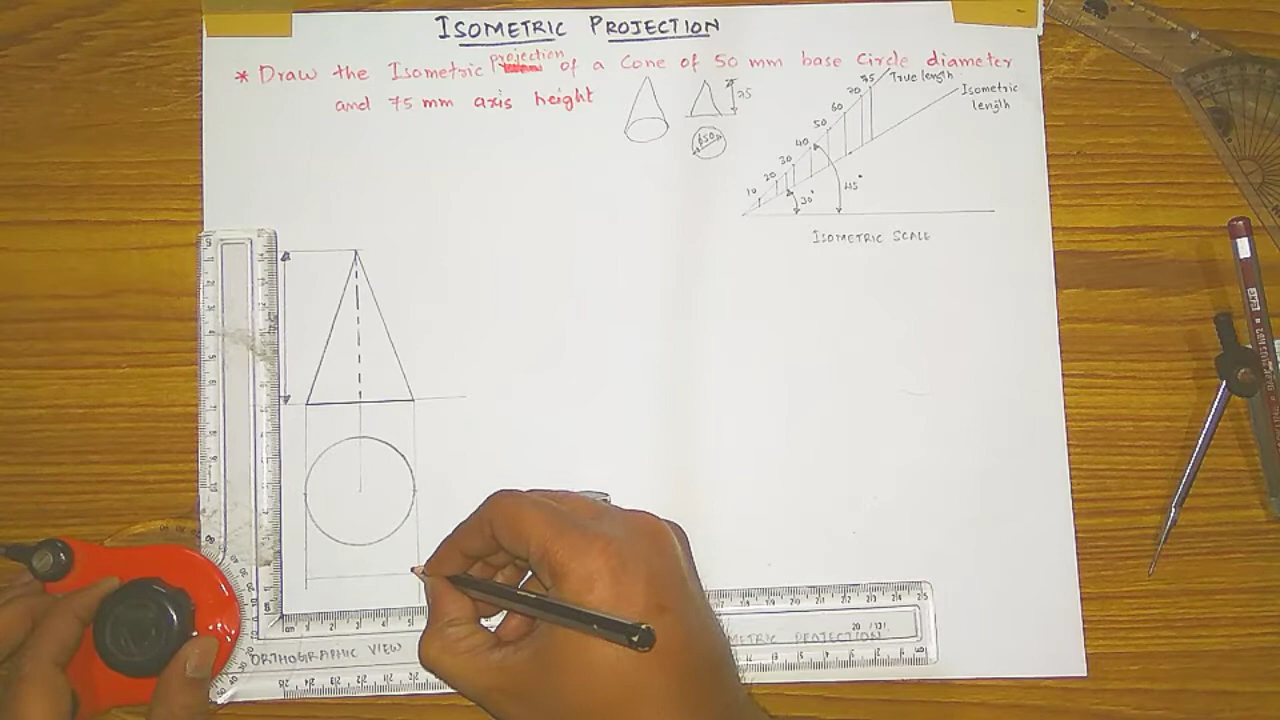 ISOMETRIC PROJECTION
* Draw the Isometric projection of a Cone of 50 mm base Circle diameter
and 75 mm axis height
75
ø50
10 20 30 40 50 60 70 75
True length
Isometric
length
30°
45°
ISOMETRIC SCALE
ORTHOGRAPHIC VIEW
METRIC PROJECTION